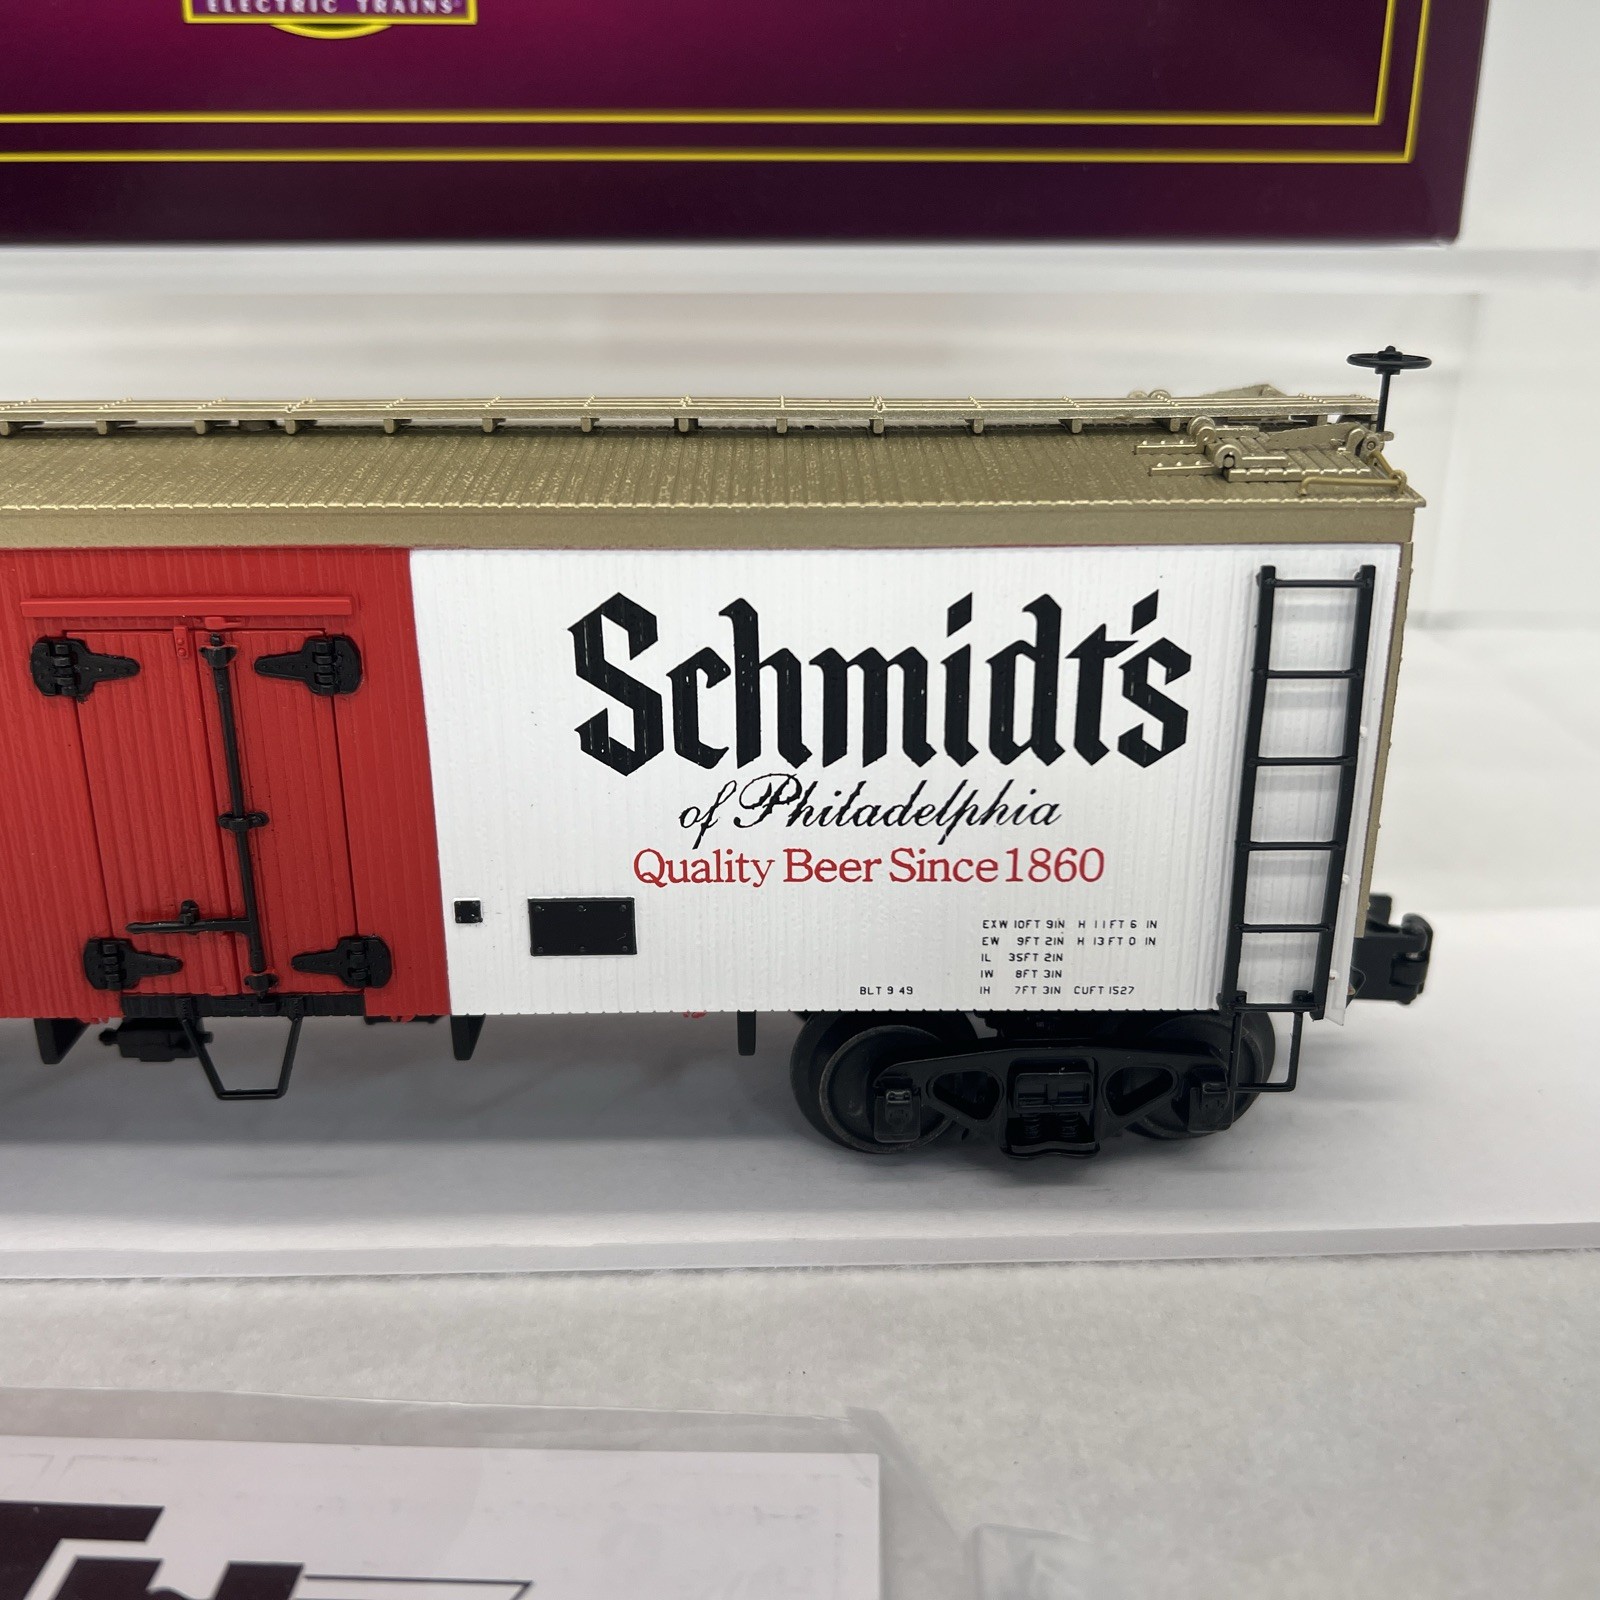 ELECTRIC TRAINS
Schmidt's
of Philadelphia
Quality Beer Since 1860
EXW 10FT 9IN H 11FT 6 IN
EW 9FT 2IN H 13FT 0 IN
IL 35FT 2IN
IW 8FT 3IN
BLT 9 49 IH 7FT 3IN CUFT 1527